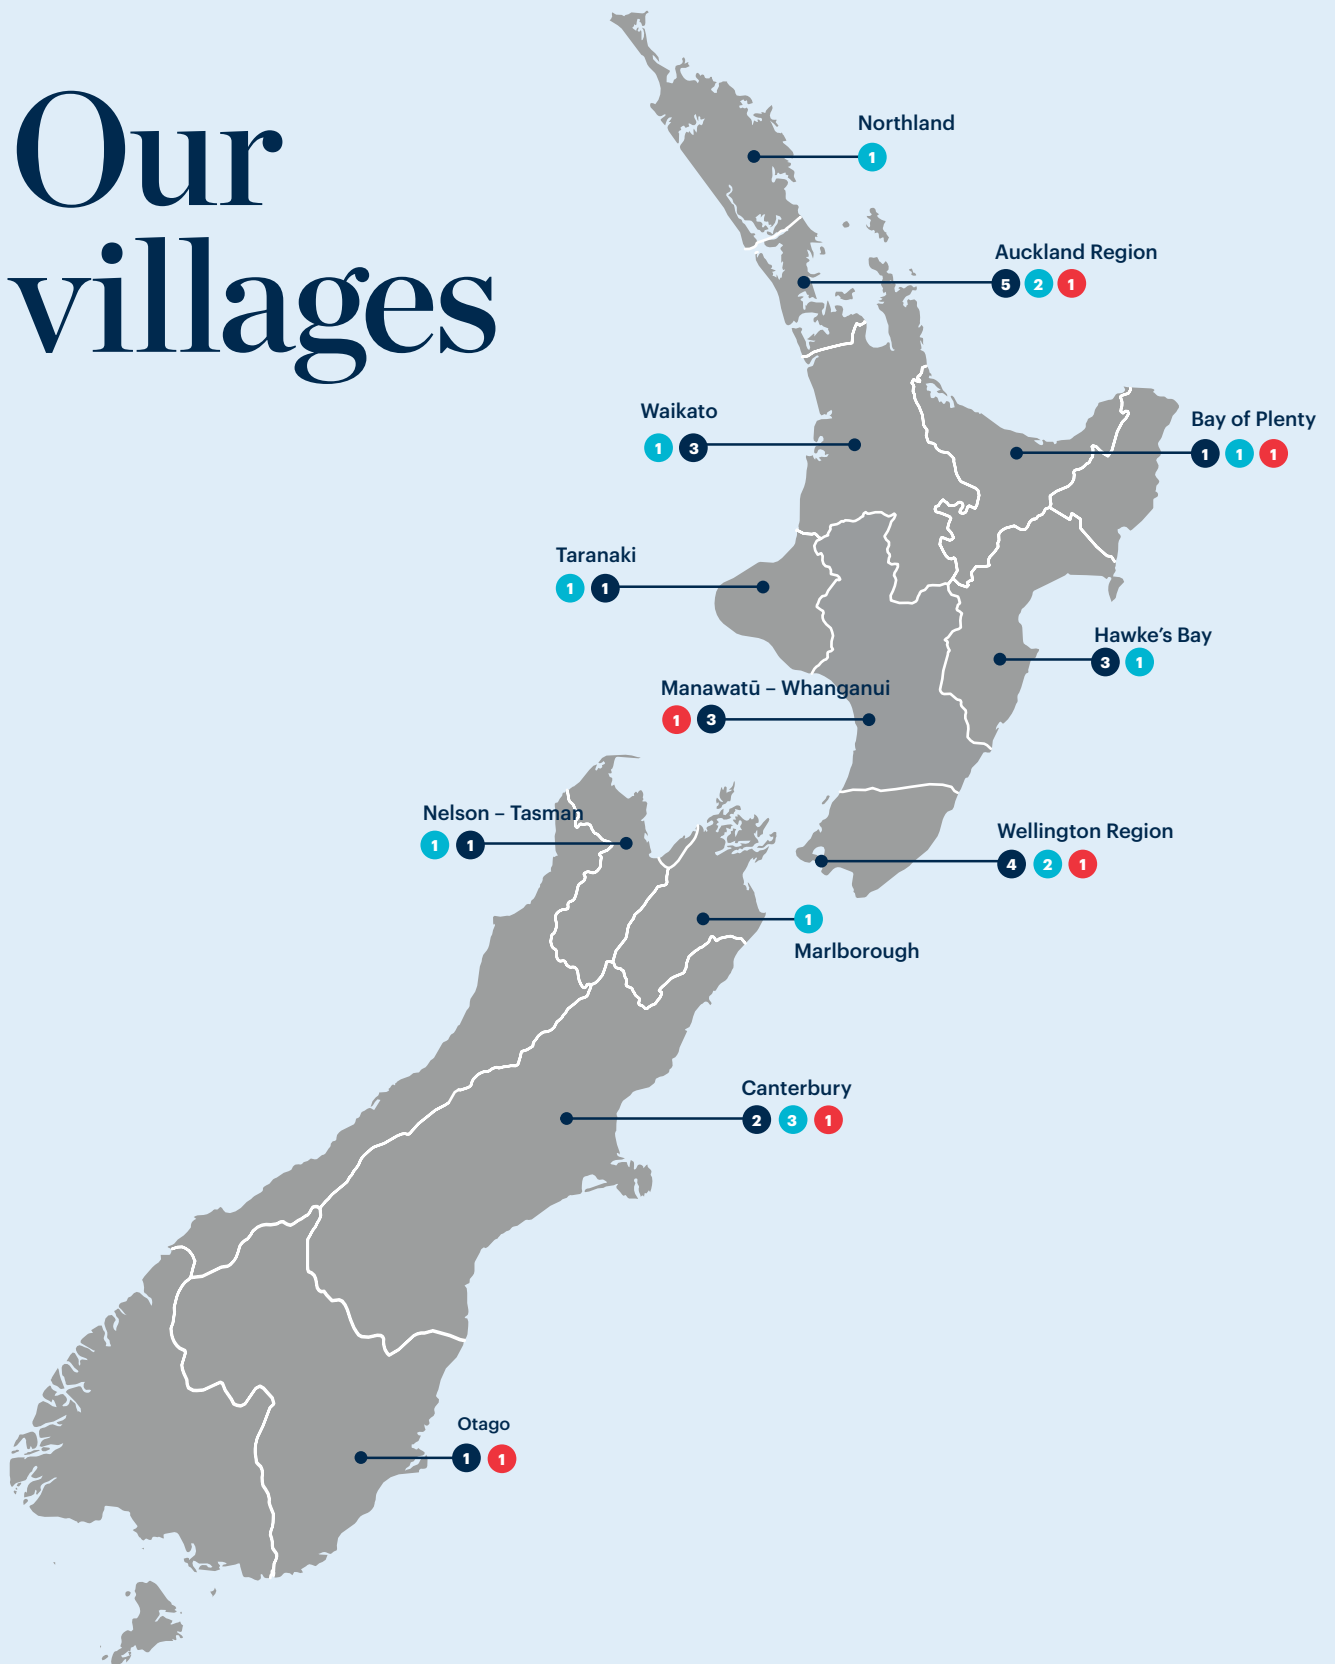 Our
villages
Northland
1
Auckland Region
5 2 1
Waikato
1 3
Bay of Plenty
1 1 1
Taranaki
1 1
Hawke’s Bay
3 1
Manawatū – Whanganui
1 3
Nelson – Tasman
1 1
Wellington Region
4 2 1
1
Marlborough
Canterbury
2 3 1
Otago
1 1